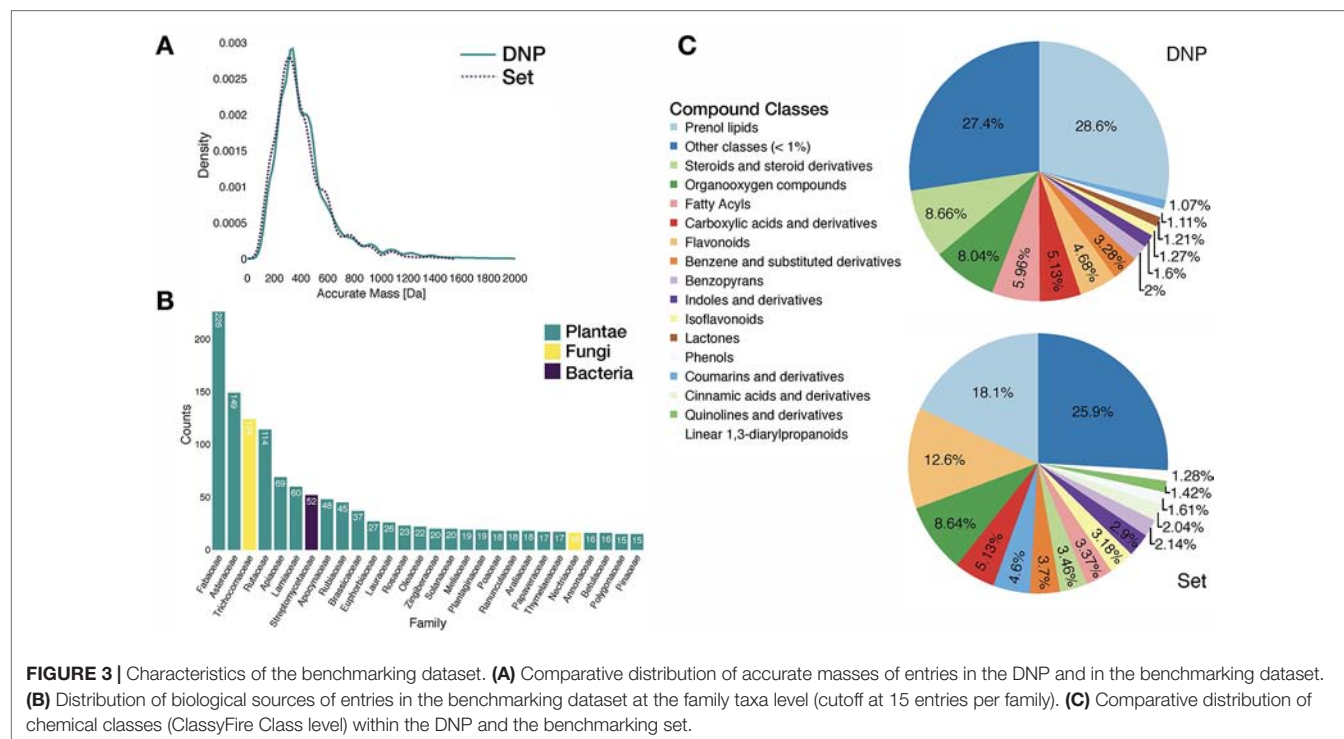 A
0.003
0.0025
0.002
0.0015
0.001
0.0005
0
Density
0 200 400 600 800 1000 1200 1400 1600 1800 2000
Accurate Mass [Da]
DNP
Set
B
200
150
100
50
0
Counts
226
149
114
69
60
52
48
45
37
27
26
23
22
20
20
19
19
18
18
18
17
17
16
16
15
15
Plantae
Fungi
Bacteria
Fabaceae
Asteraceae
Trichocomaceae
Rutaceae
Apiaceae
Lamiaceae
Streptomycetaceae
Apocynaceae
Rubiaceae
Brassicaceae
Euphorbiaceae
Lauraceae
Rosaceae
Oleaceae
Zingiberaceae
Solanaceae
Meliaceae
Plantaginaceae
Poaceae
Ranunculaceae
Araliaceae
Papaveraceae
Thymelaeaceae
Nectriaceae
Annonaceae
Betulaceae
Polygonaceae
Pinaceae
Family
C
Compound Classes
Prenol lipids
Other classes (< 1%)
Steroids and steroid derivatives
Organooxygen compounds
Fatty Acyls
Carboxylic acids and derivatives
Flavonoids
Benzene and substituted derivatives
Benzopyrans
Indoles and derivatives
Isoflavonoids
Lactones
Phenols
Coumarins and derivatives
Cinnamic acids and derivatives
Quinolines and derivatives
Linear 1,3-diarylpropanoids
DNP
27.4%
28.6%
8.66%
8.04%
5.96%
5.13%
4.68%
3.28%
1.07%
1.11%
1.21%
1.27%
1.6%
2%
18.1%
25.9%
12.6%
8.64%
5.13%
4.6%
3.7%
3.46%
3.37%
3.18%
2.9%
1.28%
1.42%
1.61%
2.04%
2.14%
Set
FIGURE 3 | Characteristics of the benchmarking dataset. (A) Comparative distribution of accurate masses of entries in the DNP and in the benchmarking dataset.
(B) Distribution of biological sources of entries in the benchmarking dataset at the family taxa level (cutoff at 15 entries per family). (C) Comparative distribution of
chemical classes (ClassyFire Class level) within the DNP and the benchmarking set.